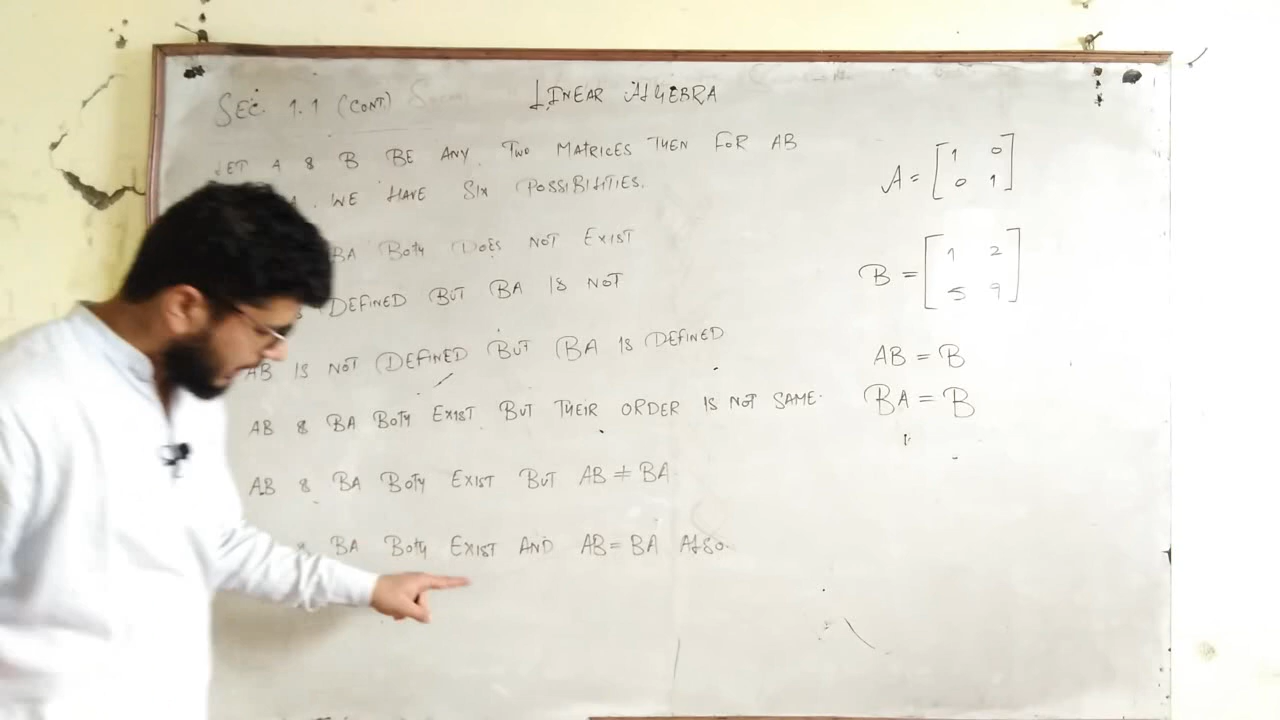 SEC. 1.1 (CONT.)
LINEAR ALGEBRA
LET A & B BE ANY TWO MATRICES THEN FOR AB
WE HAVE SIX POSSIBILITIES.
BA BOTH DOES NOT EXIST
DEFINED BUT BA IS NOT
AB IS NOT DEFINED BUT BA IS DEFINED
AB & BA BOTH EXIST BUT THEIR ORDER IS NOT SAME.
AB & BA BOTH EXIST BUT AB ≠ BA
BA BOTH EXIST AND AB = BA ALSO.
A = [1 0
0 1]
B = [1 2
5 9]
AB = B
BA = B